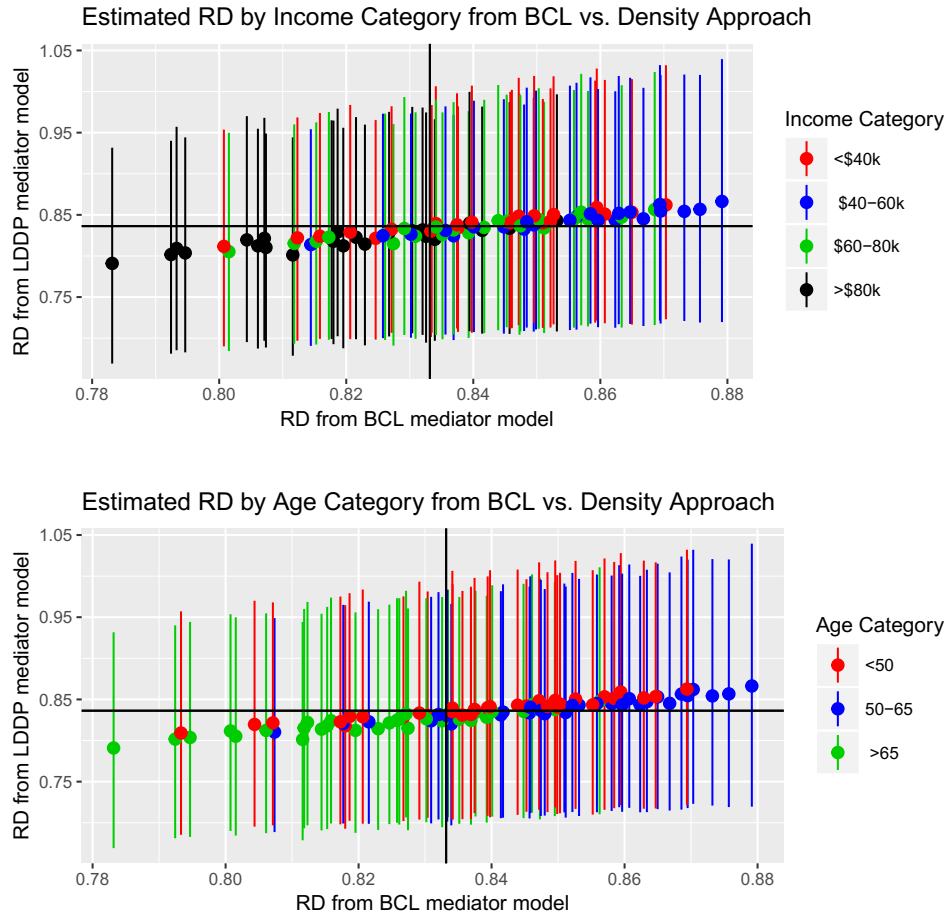 Estimated RD by Income Category from BCL vs. Density Approach
RD from LDDP mediator model
1.05
0.95
0.85
0.75
0.78
0.80
0.82
0.84
0.86
0.88
RD from BCL mediator model
Income Category
<$40k
$40−60k
$60−80k
>$80k
Estimated RD by Age Category from BCL vs. Density Approach
RD from LDDP mediator model
1.05
0.95
0.85
0.75
0.78
0.80
0.82
0.84
0.86
0.88
RD from BCL mediator model
Age Category
<50
50−65
>65